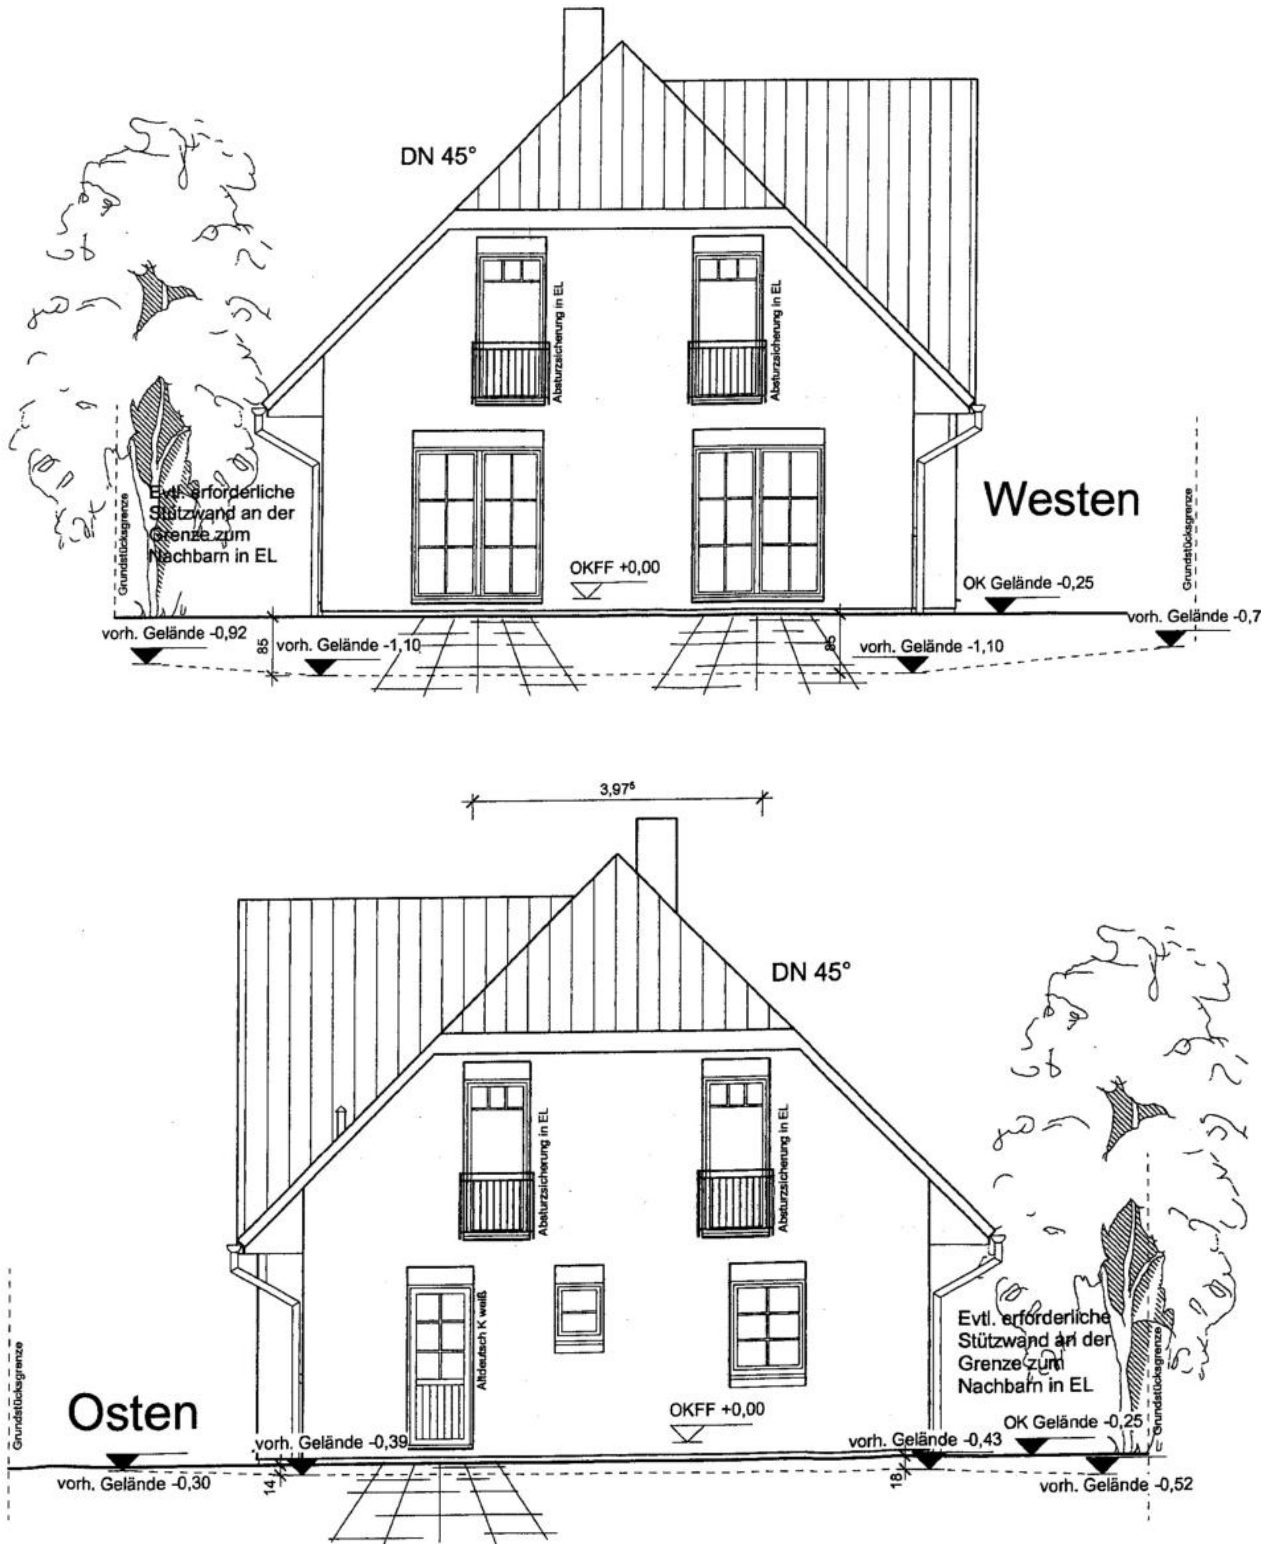 DN 45°
Absturzsicherung in EL
Absturzsicherung in EL
Westen
Grundstücksgrenze
Evtl. erforderliche
Stützwand an der
Grenze zum
Nachbarn in EL
Grundstücksgrenze
OKFF +0,00
OK Gelände -0,25
vorh. Gelände -0,92
85
vorh. Gelände -1,10
85
vorh. Gelände -1,10
vorh. Gelände -0,7
3,97⁵
DN 45°
Absturzsicherung in EL
Absturzsicherung in EL
Altdeutsch K weiß
Grundstücksgrenze
Osten
Evtl. erforderliche
Stützwand an der
Grenze zum
Nachbarn in EL
Grundstücksgrenze
OKFF +0,00
OK Gelände -0,25
vorh. Gelände -0,39
vorh. Gelände -0,43
vorh. Gelände -0,30
14
18
vorh. Gelände -0,52